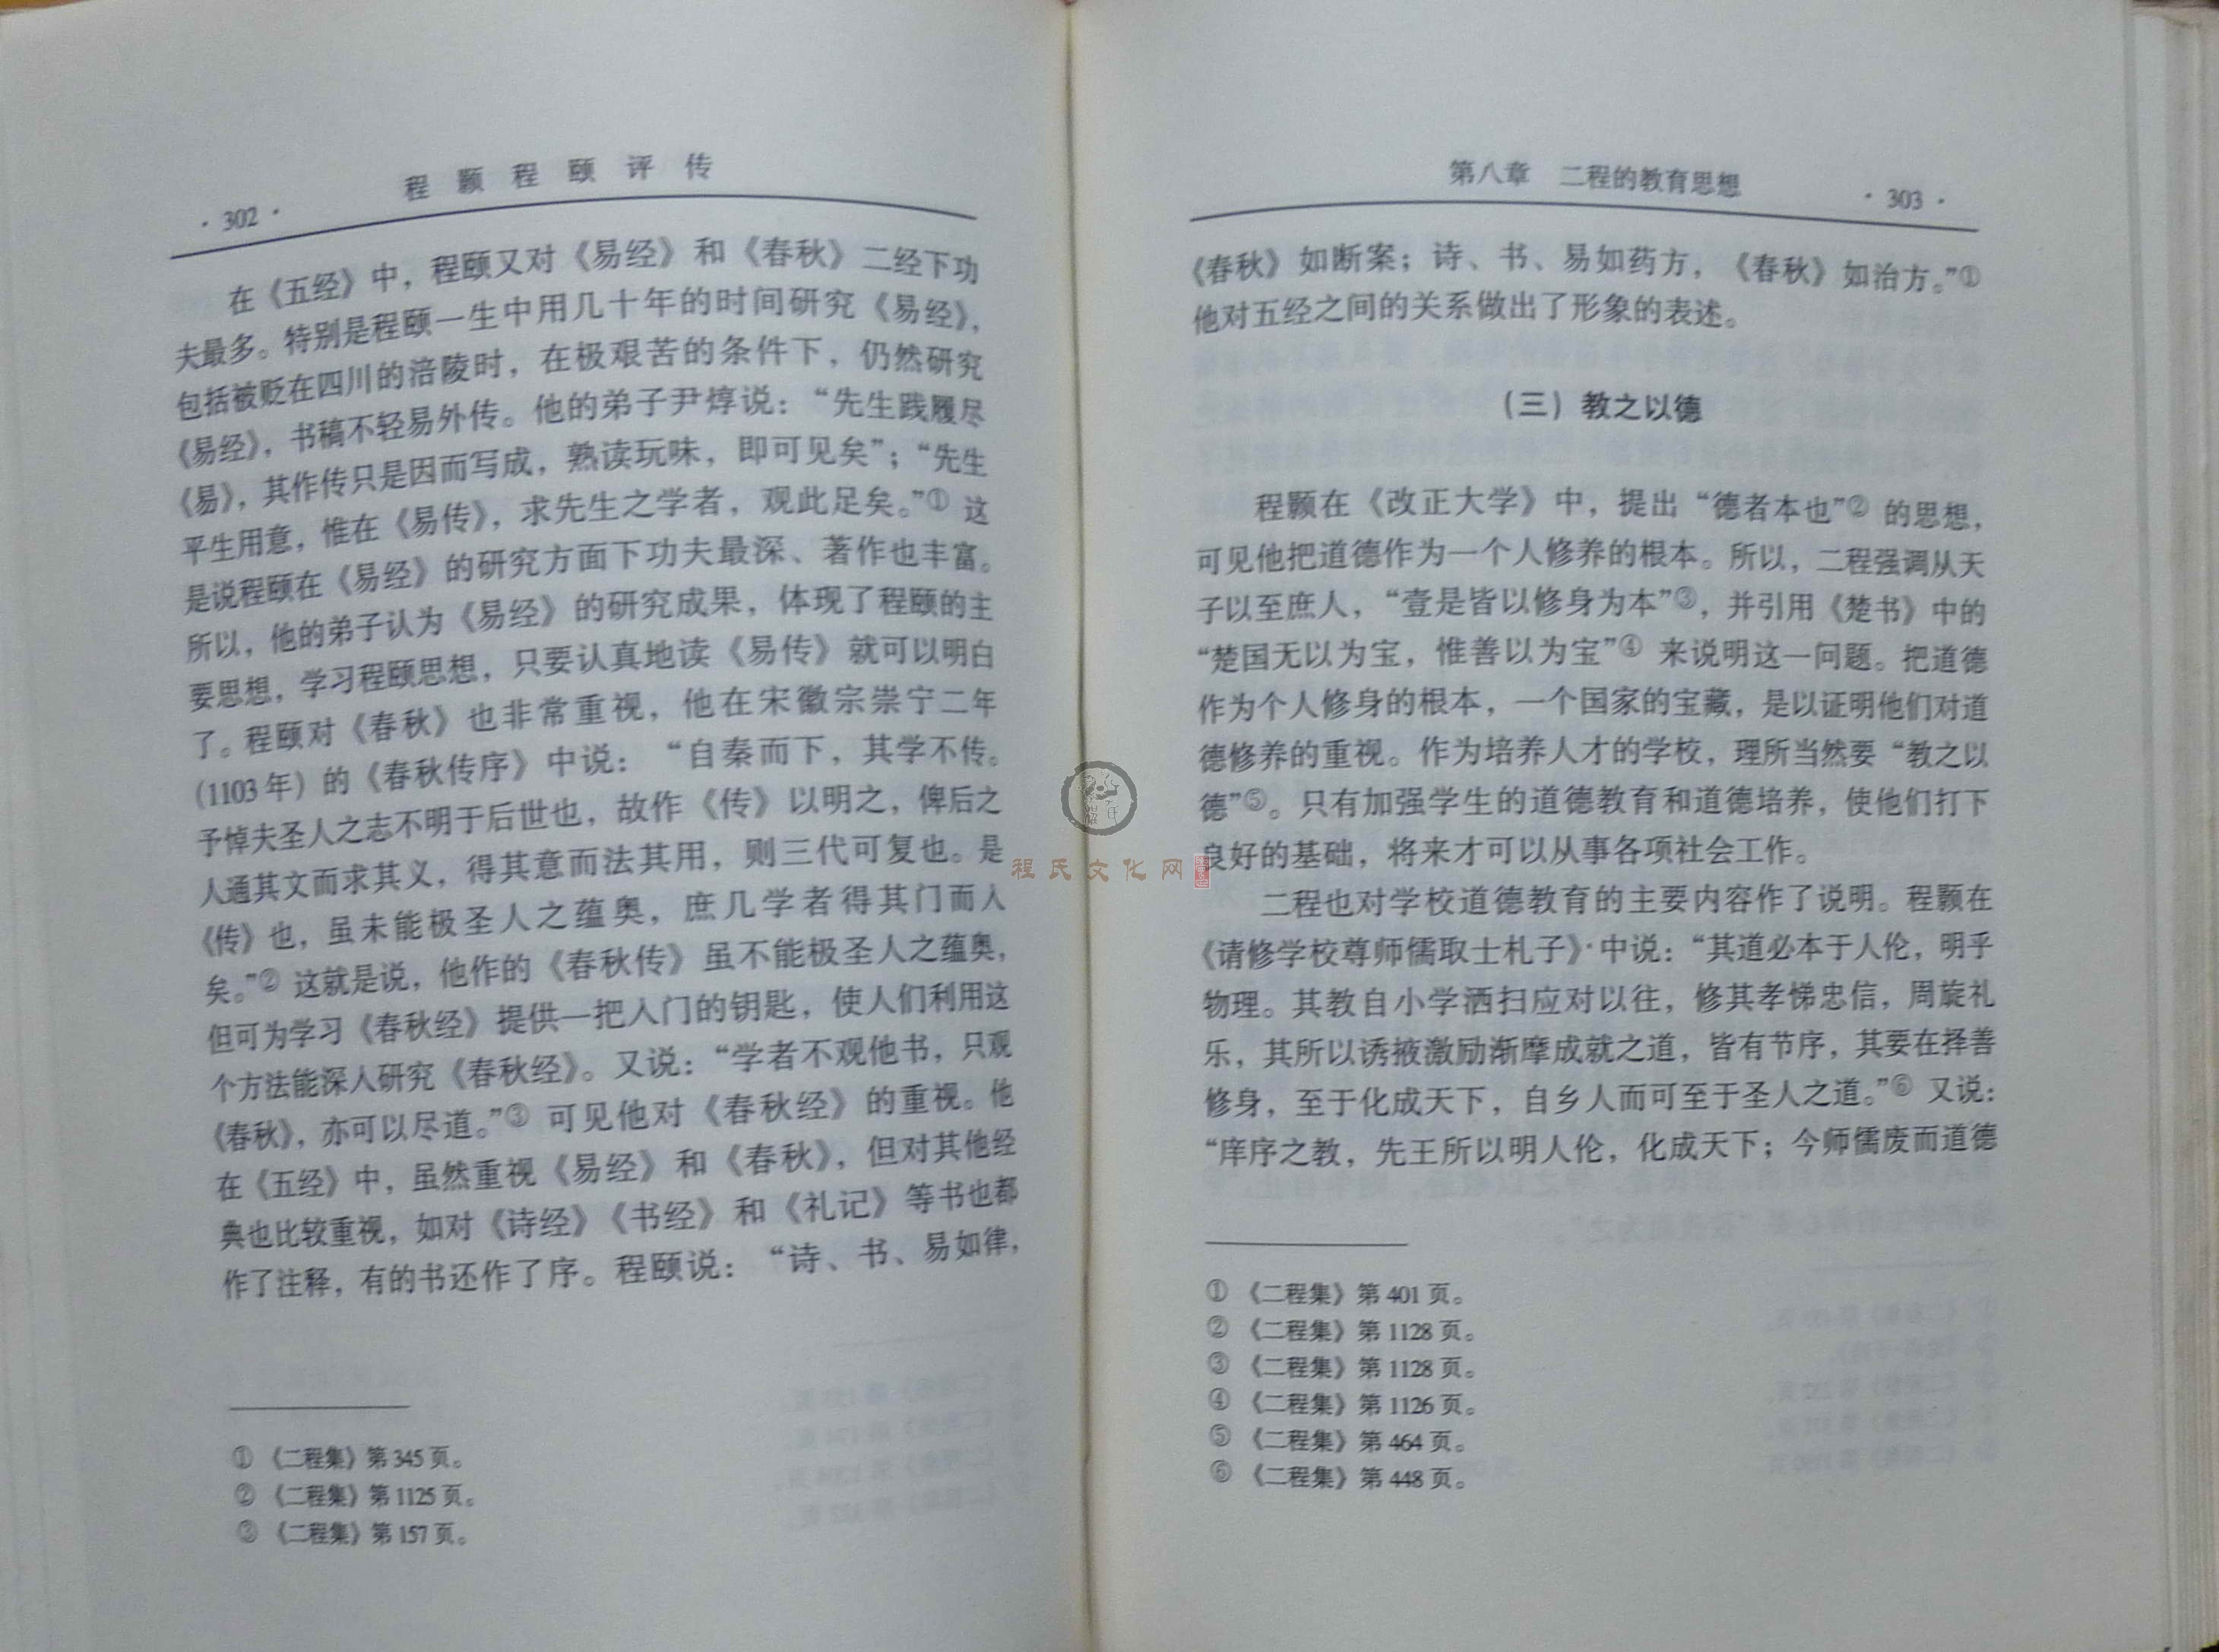 ·302·
程 颢 程 颐 评 传
在《五经》中，程颐又对《易经》和《春秋》二经下功
夫最多。特别是程颐一生中用几十年的时间研究《易经》，
包括被贬在四川的涪陵时，在极艰苦的条件下，仍然研究
《易经》，书稿不轻易外传。他的弟子尹焞说：“先生践履尽
《易》，其作传只是因而写成，熟读玩味，即可见矣”；“先生
平生用意，惟在《易传》，求先生之学者，观此足矣。”① 这
是说程颐在《易经》的研究方面下功夫最深、著作也丰富。
所以，他的弟子认为《易经》的研究成果，体现了程颐的主
要思想，学习程颐思想，只要认真地读《易传》就可以明白
了。程颐对《春秋》也非常重视，他在宋徽宗崇宁二年
（1103年）的《春秋传序》中说：“自秦而下，其学不传。
予悼夫圣人之志不明于后世也，故作《传》以明之，俾后之
人通其文而求其义，得其意而法其用，则三代可复也。是
《传》也，虽未能极圣人之蕴奥，庶几学者得其门而入
矣。”② 这就是说，他作的《春秋传》虽不能极圣人之蕴奥，
但可为学习《春秋经》提供一把入门的钥匙，使人们利用这
个方法能深入研究《春秋经》。又说：“学者不观他书，只观
《春秋》，亦可以尽道。”③ 可见他对《春秋经》的重视。他
在《五经》中，虽然重视《易经》和《春秋》，但对其他经
典也比较重视，如对《诗经》《书经》和《礼记》等书也都
作了注释，有的书还作了序。程颐说：“诗、书、易如律，
① 《二程集》第345页。
② 《二程集》第1125页。
③ 《二程集》第157页。
第八章 二程的教育思想
·303·
《春秋》如断案；诗、书、易如药方，《春秋》如治方。”①
他对五经之间的关系做出了形象的表述。
（三）教之以德
程颢在《改正大学》中，提出“德者本也”② 的思想，
可见他把道德作为一个人修养的根本。所以，二程强调从天
子以至庶人，“壹是皆以修身为本”③，并引用《楚书》中的
“楚国无以为宝，惟善以为宝”④ 来说明这一问题。把道德
作为个人修身的根本，一个国家的宝藏，是以证明他们对道
德修养的重视。作为培养人才的学校，理所当然要“教之以
德”⑤。只有加强学生的道德教育和道德培养，使他们打下
良好的基础，将来才可以从事各项社会工作。
二程也对学校道德教育的主要内容作了说明。程颢在
《请修学校尊师儒取士札子》中说：“其道必本于人伦，明乎
物理。其教自小学洒扫应对以往，修其孝悌忠信，周旋礼
乐，其所以诱掖激励渐摩成就之道，皆有节序，其要在择善
修身，至于化成天下，自乡人而可至于圣人之道。”⑥ 又说：
“庠序之教，先王所以明人伦，化成天下；今师儒废而道德
① 《二程集》第401页。
② 《二程集》第1128页。
③ 《二程集》第1128页。
④ 《二程集》第1126页。
⑤ 《二程集》第464页。
⑥ 《二程集》第448页。
程氏文化网